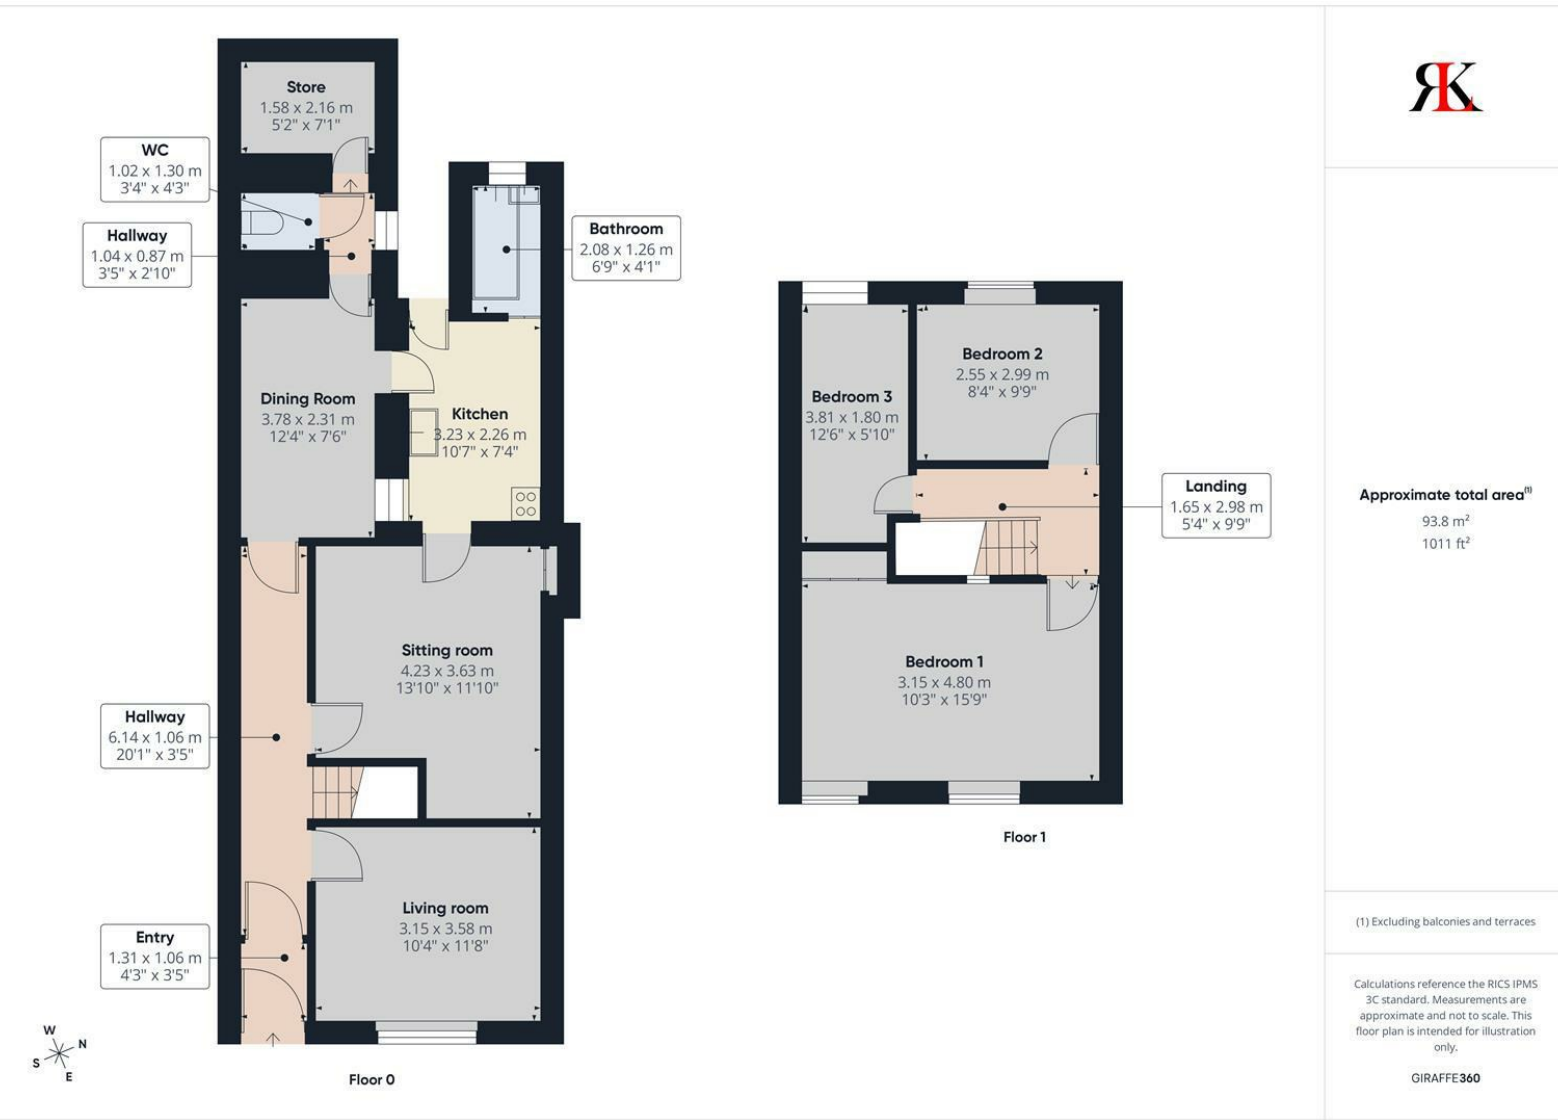 Store
1.58 x 2.16 m
5'2" x 7'1"
WC
1.02 x 1.30 m
3'4" x 4'3"
Hallway
1.04 x 0.87 m
3'5" x 2'10"
Bathroom
2.08 x 1.26 m
6'9" x 4'1"
Dining Room
3.78 x 2.31 m
12'4" x 7'6"
Kitchen
3.23 x 2.26 m
10'7" x 7'4"
Sitting room
4.23 x 3.63 m
13'10" x 11'10"
Hallway
6.14 x 1.06 m
20'1" x 3'5"
Living room
3.15 x 3.58 m
10'4" x 11'8"
Entry
1.31 x 1.06 m
4'3" x 3'5"
W
N
S
E
Floor 0
Bedroom 2
2.55 x 2.99 m
8'4" x 9'9"
Bedroom 3
3.81 x 1.80 m
12'6" x 5'10"
Landing
1.65 x 2.98 m
5'4" x 9'9"
Bedroom 1
3.15 x 4.80 m
10'3" x 15'9"
Floor 1
RLK
Approximate total area(1)
93.8 m²
1011 ft²
(1) Excluding balconies and terraces
Calculations reference the RICS IPMS
3C standard. Measurements are
approximate and not to scale. This
floor plan is intended for illustration
only.
GIRAFFE360